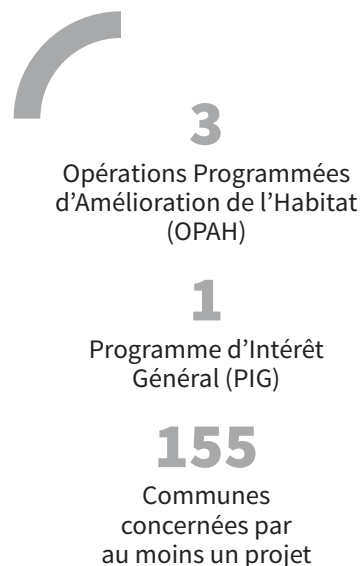 3
Opérations Programmées
d’Amélioration de l’Habitat
(OPAH)
1
Programme d’Intérêt
Général (PIG)
155
Communes
concernées par
au moins un projet